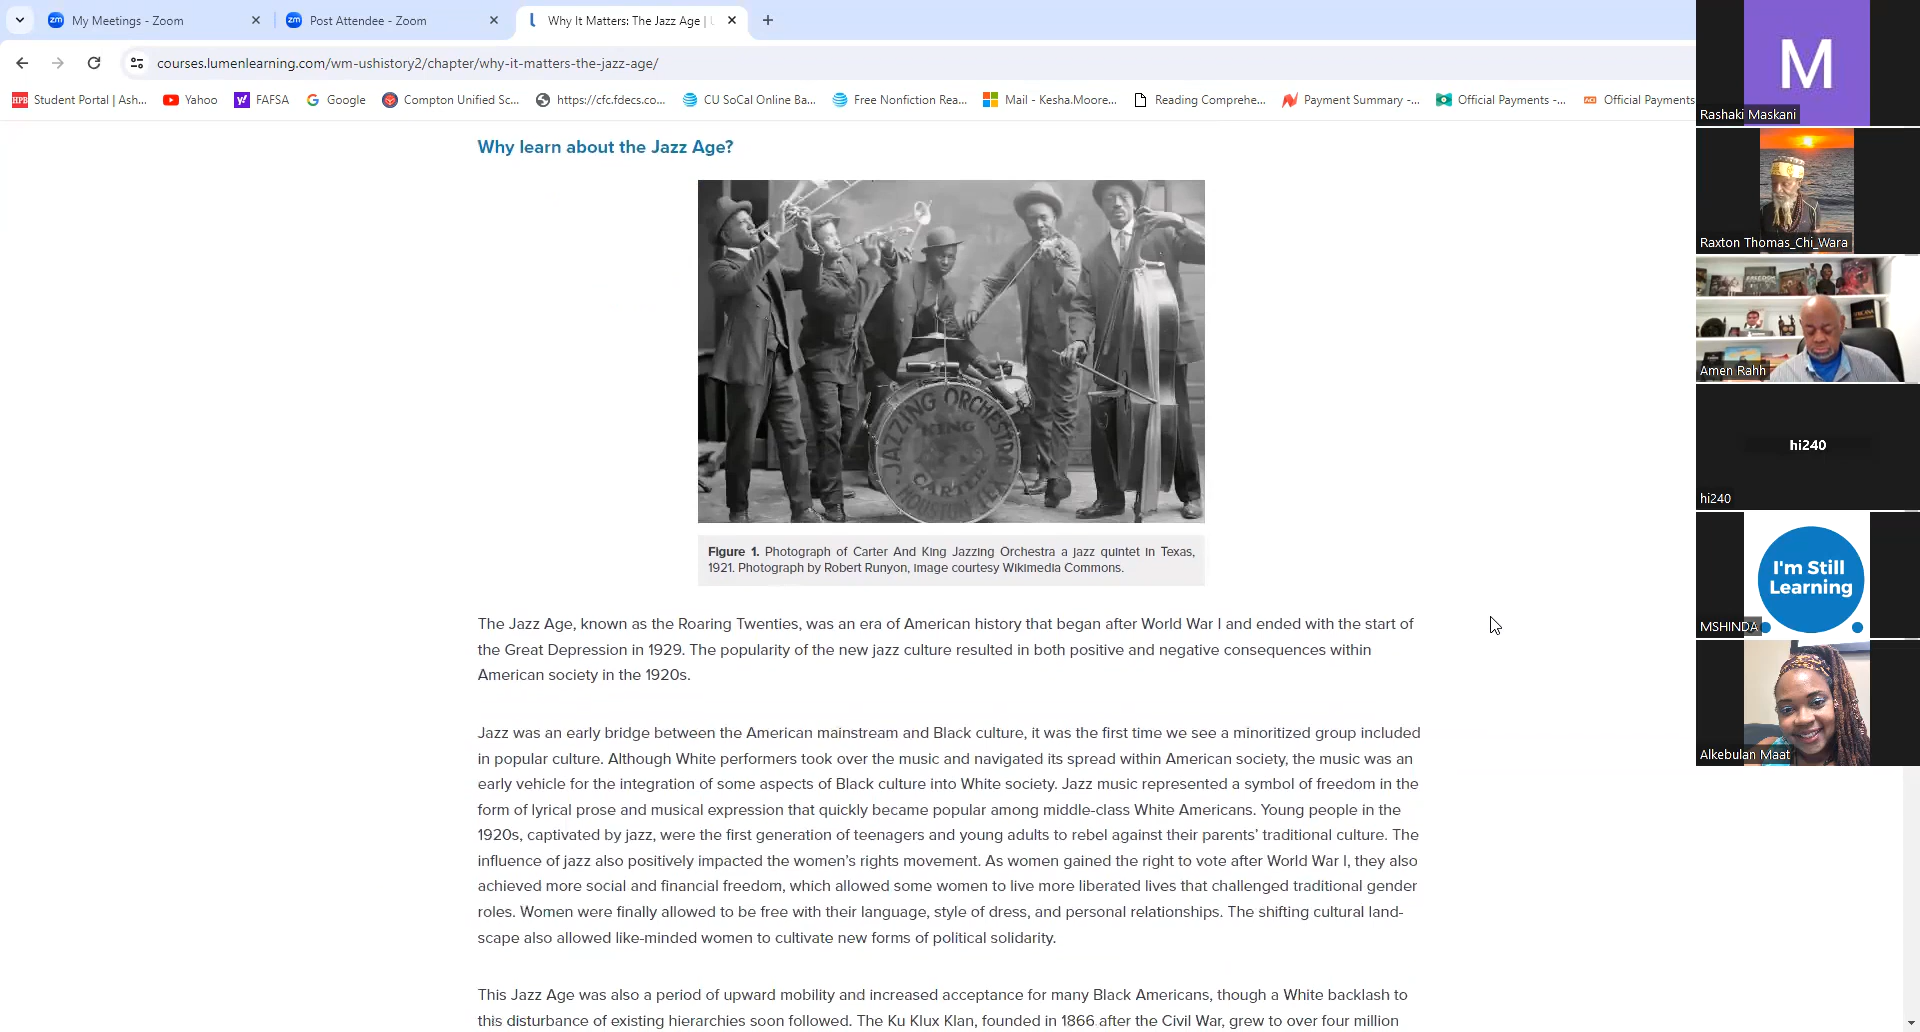 My Meetings - Zoom
Post Attendee - Zoom
Why It Matters: The Jazz Age |
courses.lumenlearning.com/wm-ushistory2/chapter/why-it-matters-the-jazz-age/
Student Portal | Ash...
Yahoo
FAFSA
Google
Compton Unified Sc...
https://cfc.fdecs.co...
CU SoCal Online Ba...
Free Nonfiction Rea...
Mail - Kesha.Moore...
Reading Comprehe...
Payment Summary -...
Official Payments -...
Official Payments
Why learn about the Jazz Age?
JAZZING ORCHESTRA
KING
CARTER
HOUSTON TEX
Figure 1. Photograph of Carter And King Jazzing Orchestra a jazz quintet in Texas,
1921. Photograph by Robert Runyon, image courtesy Wikimedia Commons.
The Jazz Age, known as the Roaring Twenties, was an era of American history that began after World War I and ended with the start of
the Great Depression in 1929. The popularity of the new jazz culture resulted in both positive and negative consequences within
American society in the 1920s.
Jazz was an early bridge between the American mainstream and Black culture, it was the first time we see a minoritized group included
in popular culture. Although White performers took over the music and navigated its spread within American society, the music was an
early vehicle for the integration of some aspects of Black culture into White society. Jazz music represented a symbol of freedom in the
form of lyrical prose and musical expression that quickly became popular among middle-class White Americans. Young people in the
1920s, captivated by jazz, were the first generation of teenagers and young adults to rebel against their parents’ traditional culture. The
influence of jazz also positively impacted the women’s rights movement. As women gained the right to vote after World War I, they also
achieved more social and financial freedom, which allowed some women to live more liberated lives that challenged traditional gender
roles. Women were finally allowed to be free with their language, style of dress, and personal relationships. The shifting cultural land-
scape also allowed like-minded women to cultivate new forms of political solidarity.
This Jazz Age was also a period of upward mobility and increased acceptance for many Black Americans, though a White backlash to
this disturbance of existing hierarchies soon followed. The Ku Klux Klan, founded in 1866 after the Civil War, grew to over four million
M
Rashaki Maskani
Raxton Thomas_Chi_Wara
Amen Rahh
hi240
hi240
I'm Still
Learning
MSHINDA
Alkebulan Maat